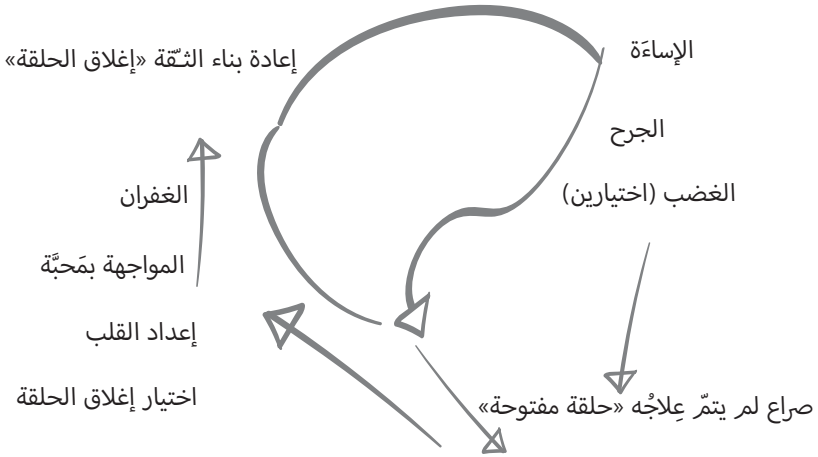 الإساءَة
الجرح
الغضب (اختيارين)
صراع لم يتمّ عِلاجُه «حلقة مفتوحة»
إعادة بناء الثـّقة «إغلاق الحلقة»
الغفران
المواجهة بمَحبَّة
إعداد القلب
اختيار إغلاق الحلقة